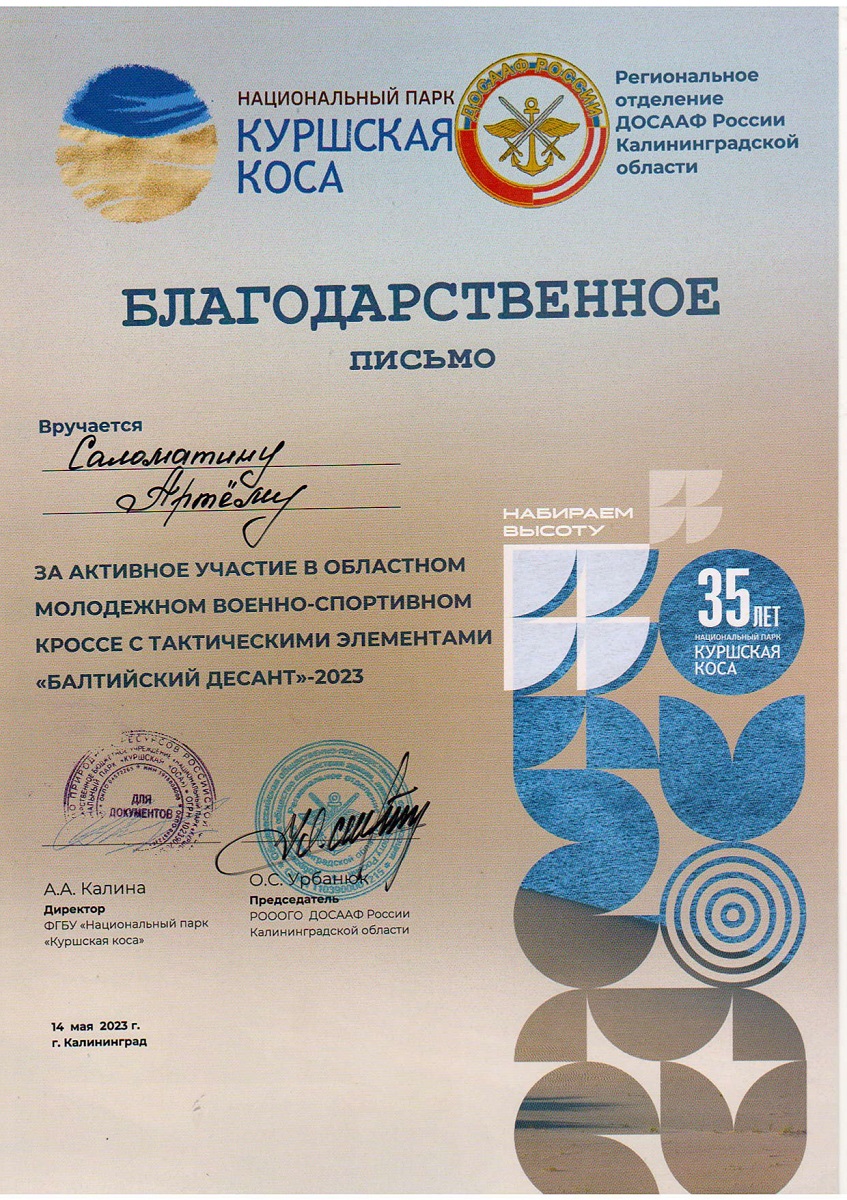 НАЦИОНАЛЬНЫЙ ПАРК
КУРШСКАЯ
КОСА
ДОСААФ РОССИИ
Региональное
отделение
ДОСААФ России
Калининградской
области
БЛАГОДАРСТВЕННОЕ
ПИСЬМО
Вручается
Саломатину
Артёму
НАБИРАЕМ
ВЫСОТУ
35 ЛЕТ
НАЦИОНАЛЬНЫЙ ПАРК
КУРШСКАЯ
КОСА
ЗА АКТИВНОЕ УЧАСТИЕ В ОБЛАСТНОМ
МОЛОДЕЖНОМ ВОЕННО-СПОРТИВНОМ
КРОССЕ С ТАКТИЧЕСКИМИ ЭЛЕМЕНТАМИ
«БАЛТИЙСКИЙ ДЕСАНТ»-2023
ДЛЯ
ДОКУМЕНТОВ
А.А. Калина
Директор
ФГБУ «Национальный парк
«Куршская коса»
О.С. Урбанюк
Председатель
РОООГО ДОСААФ России
Калининградской области
14 мая 2023 г.
г. Калининград